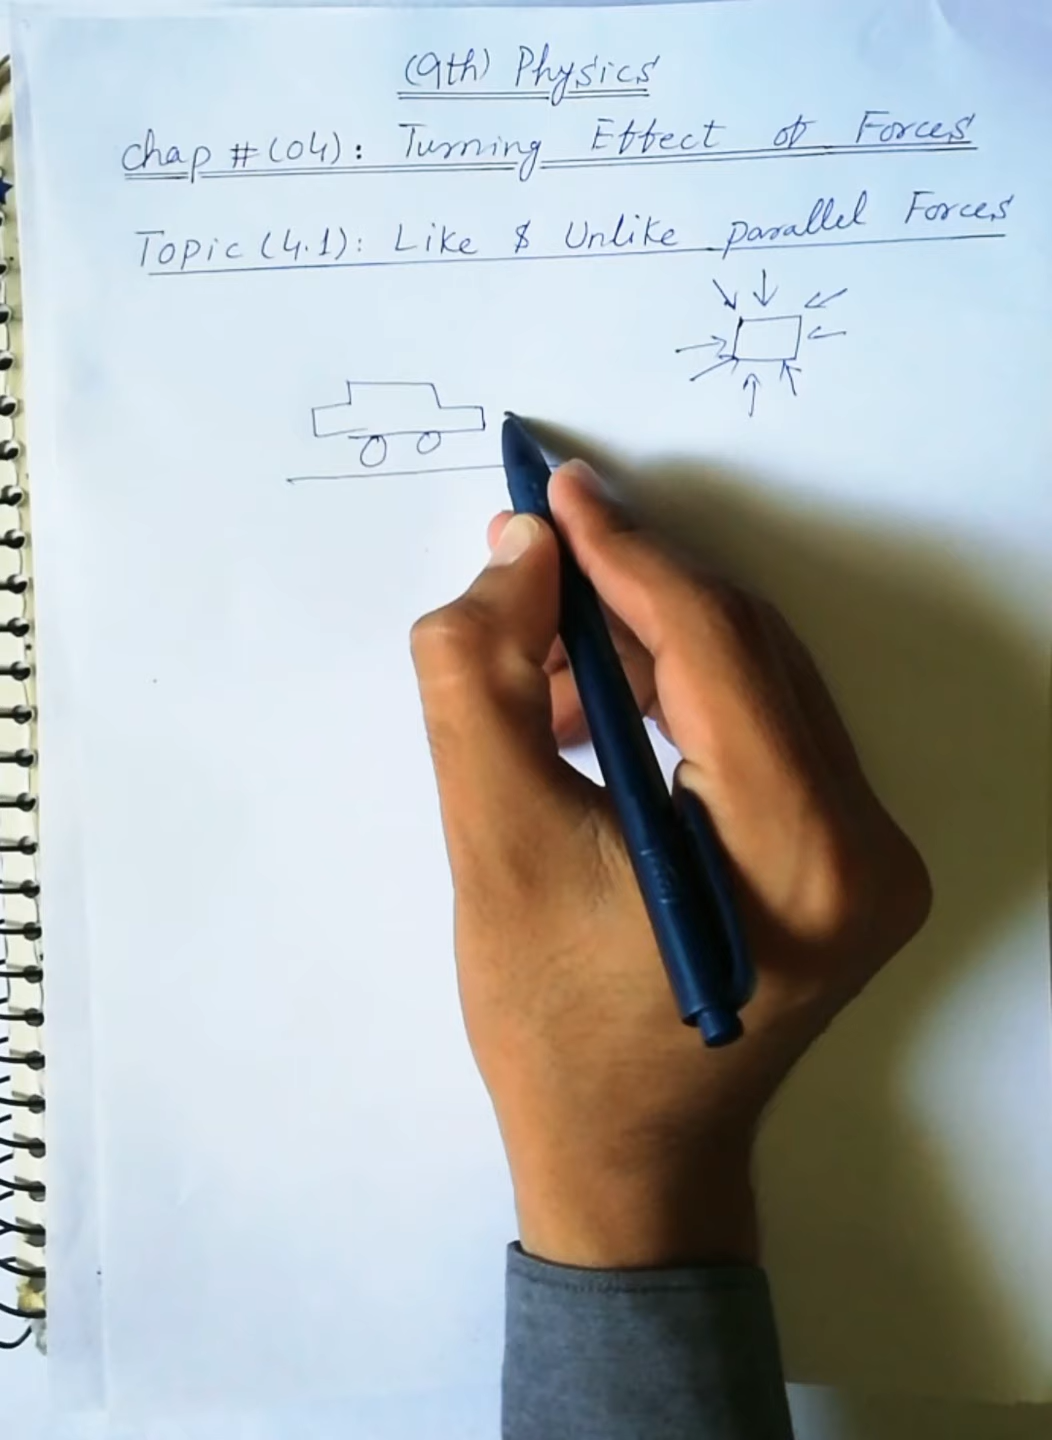 (9th) Physics
Chap # (04): Turning Effect of Forces
Topic (4.1): Like & Unlike parallel Forces